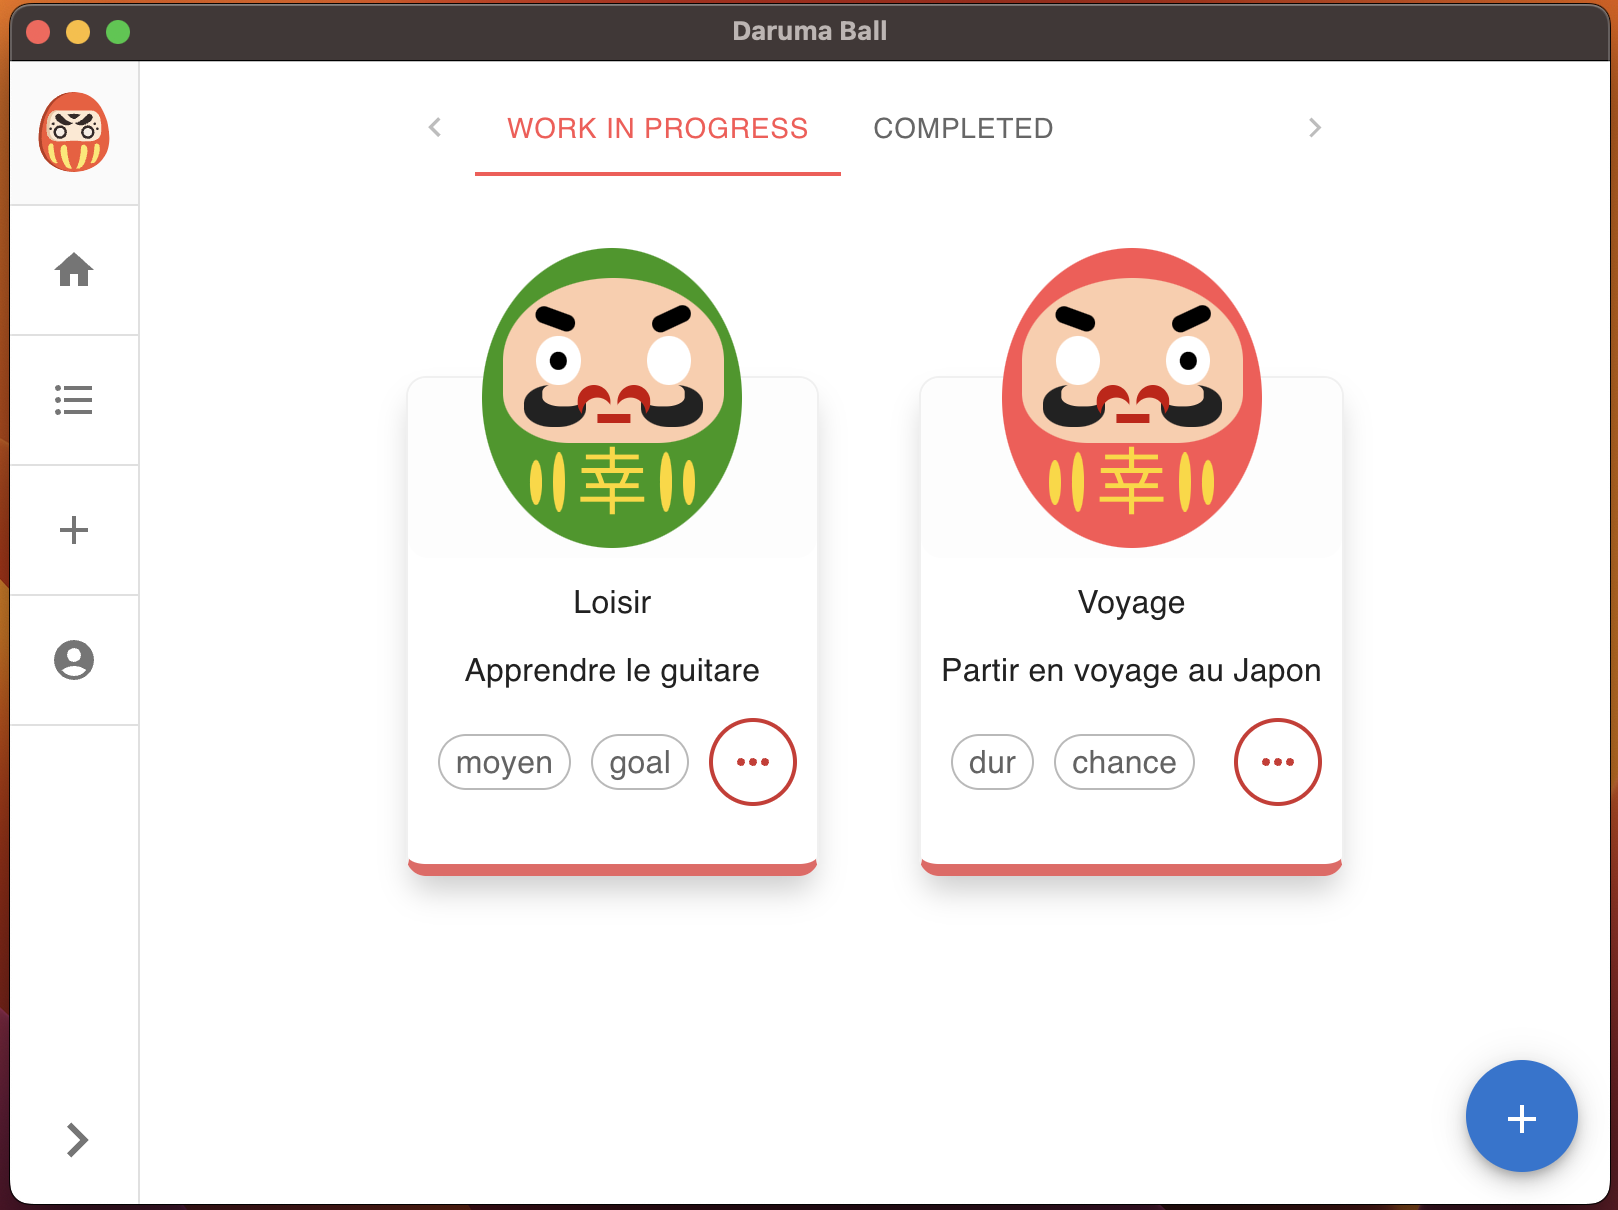 Daruma Ball
WORK IN PROGRESS
COMPLETED
幸
Loisir
Apprendre le guitare
moyen
goal
幸
Voyage
Partir en voyage au Japon
dur
chance